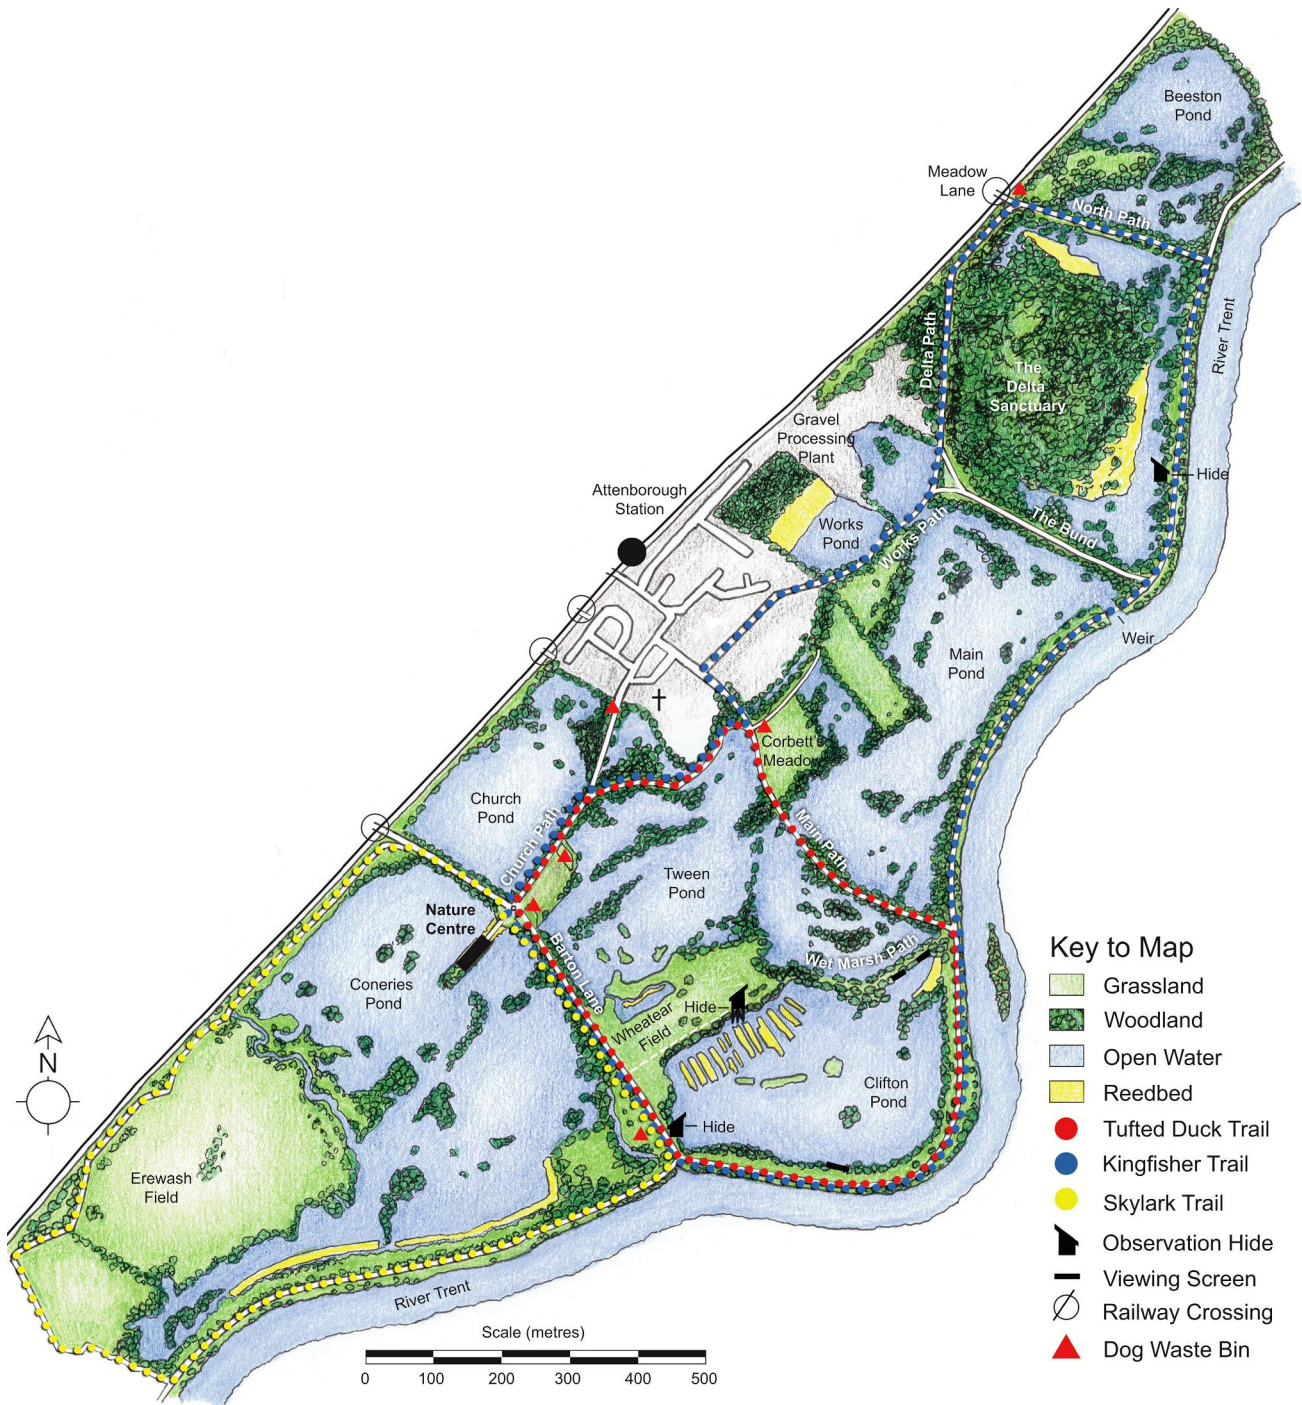 Beeston
Pond
Meadow
Lane
North Path
River Trent
Delta Path
The
Delta
Sanctuary
Gravel
Processing
Plant
Hide
Attenborough
Station
Works
Pond
Works Path
The Bund
Main
Pond
Weir
Corbett's
Meadow
Church
Pond
Church Path
Main Path
Tween
Pond
Nature
Centre
Barton Lane
Wet Marsh Path
Coneries
Pond
Hide
Wheatear
Field
Clifton
Pond
Hide
N
Erewash
Field
River Trent
Scale (metres)
0 100 200 300 400 500
Key to Map
Grassland
Woodland
Open Water
Reedbed
Tufted Duck Trail
Kingfisher Trail
Skylark Trail
Observation Hide
Viewing Screen
Railway Crossing
Dog Waste Bin